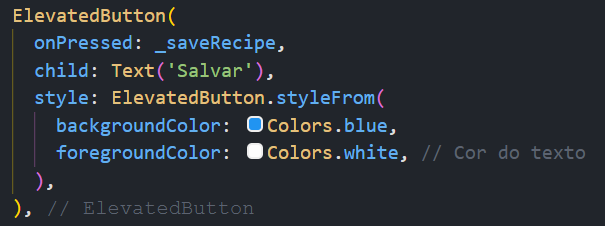 ElevatedButton(
  onPressed: _saveRecipe,
  child: Text('Salvar'),
  style: ElevatedButton.styleFrom(
    backgroundColor: Colors.blue,
    foregroundColor: Colors.white, // Cor do texto
  ),
), // ElevatedButton